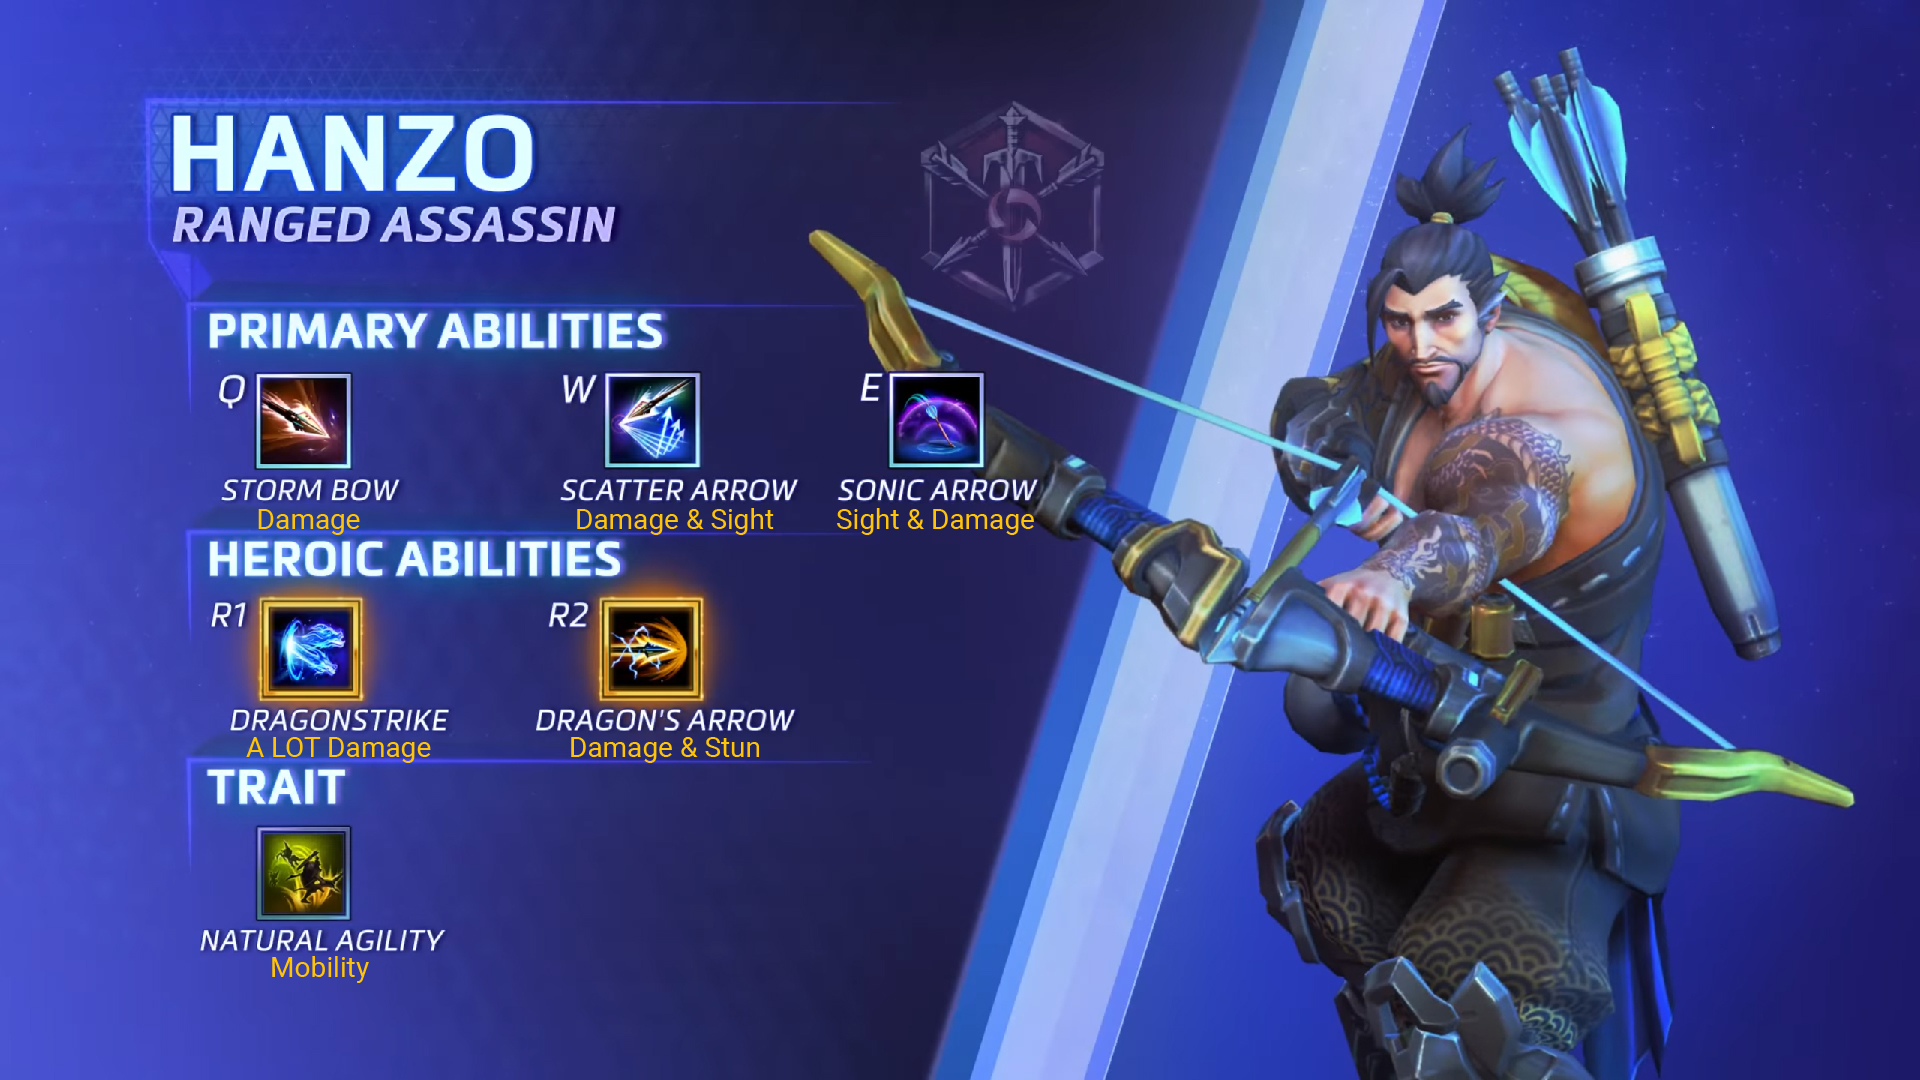 HANZO
RANGED ASSASSIN
PRIMARY ABILITIES
Q W E
STORM BOW SCATTER ARROW SONIC ARROW
Damage Damage & Sight Sight & Damage
HEROIC ABILITIES
R1 R2
DRAGONSTRIKE DRAGON'S ARROW
A LOT Damage Damage & Stun
TRAIT
NATURAL AGILITY
Mobility